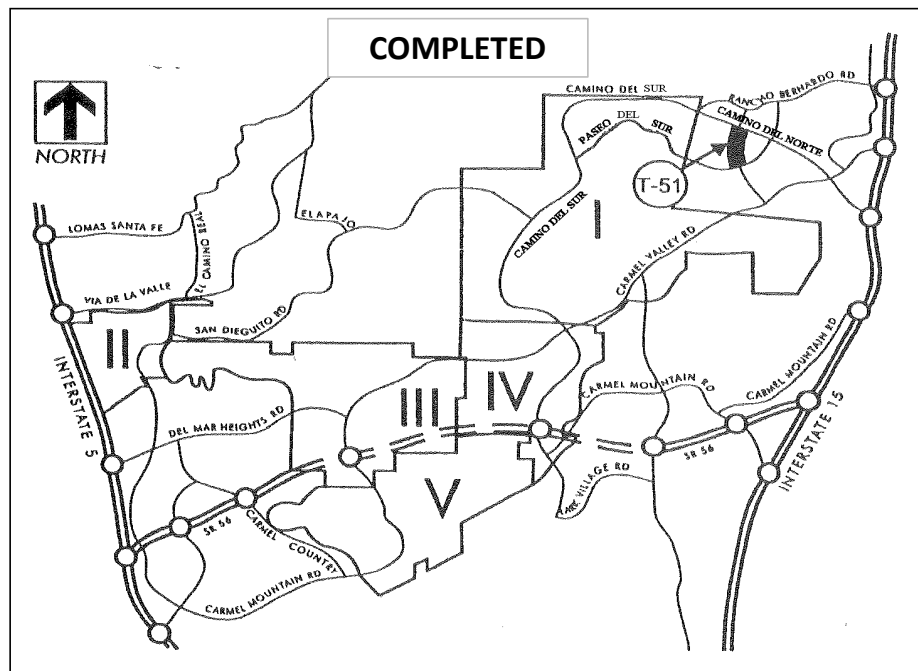 COMPLETED
NORTH
CAMINO DEL SUR
RANCAO BERNARDO RD
CAMINO DEL NORTE
PASEO DEL SUR
T-51
LOMAS SANTA FE
EL CAMINO REAL
EL APAJO
CAMINO DEL SUR
I
CARMEL VALLEY RD
VIA DE LA VALLE
SAN DIEGUITO RD
II
INTERSTATE 5
III
IV
CARMEL MOUNTAIN RD
CARMEL MOUNTAIN RD
DEL MAR HEIGHTS RD
INTERSTATE 15
SR 56
V
PARK VILLAGE RD
SR 56
CARMEL COUNTRY
CARMEL MOUNTAIN RD